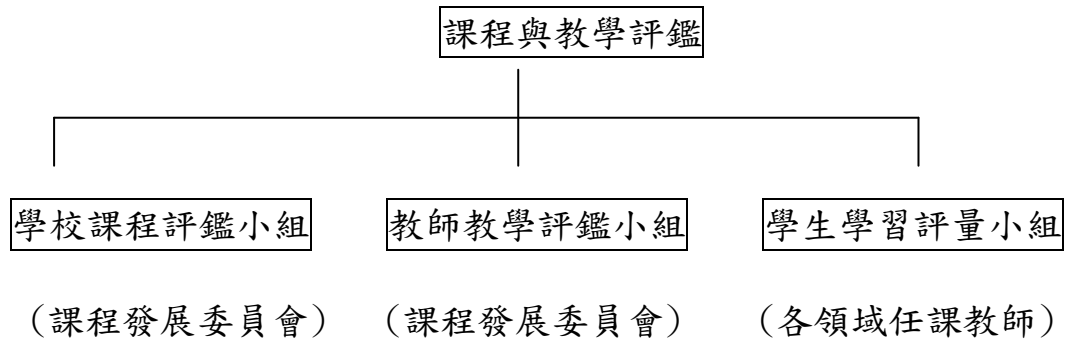 課程與教學評鑑
學校課程評鑑小組 教師教學評鑑小組 學生學習評量小組
（課程發展委員會） （課程發展委員會） （各領域任課教師）